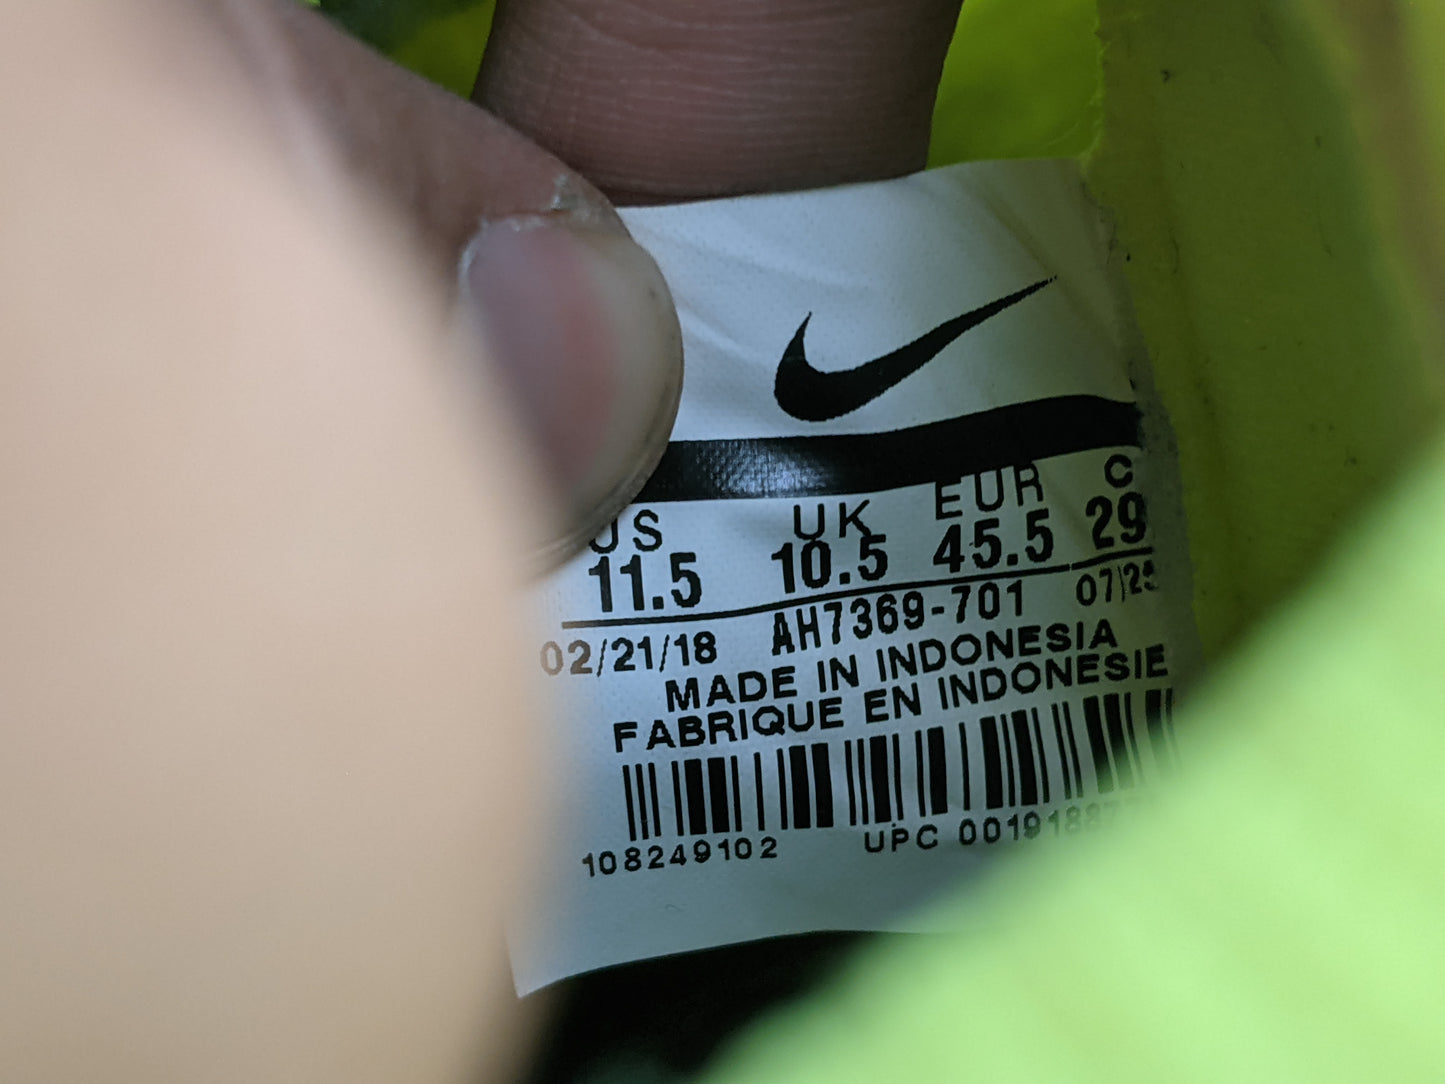 US UK EUR C
11.5 10.5 45.5 29
02/21/18 AH7369-701
MADE IN INDONESIA
FABRIQUE EN INDONESIE
108249102 UPC